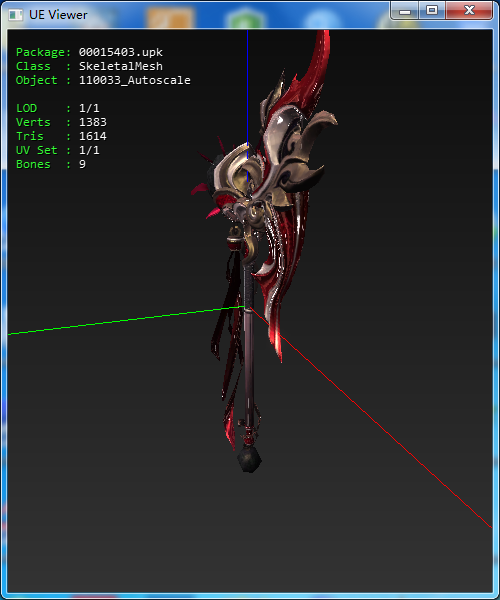 UE Viewer
Package: 00015403.upk
Class : SkeletalMesh
Object : 110033_Autoscale
LOD : 1/1
Verts : 1383
Tris : 1614
UV Set : 1/1
Bones : 9